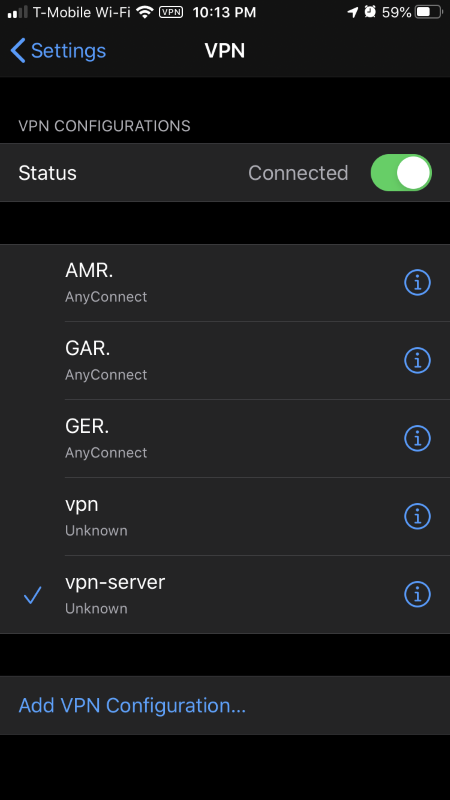 T-Mobile Wi-Fi VPN 10:13 PM 59%
Settings VPN
VPN CONFIGURATIONS
Status Connected
AMR.
AnyConnect
GAR.
AnyConnect
GER.
AnyConnect
vpn
Unknown
vpn-server
Unknown
Add VPN Configuration...